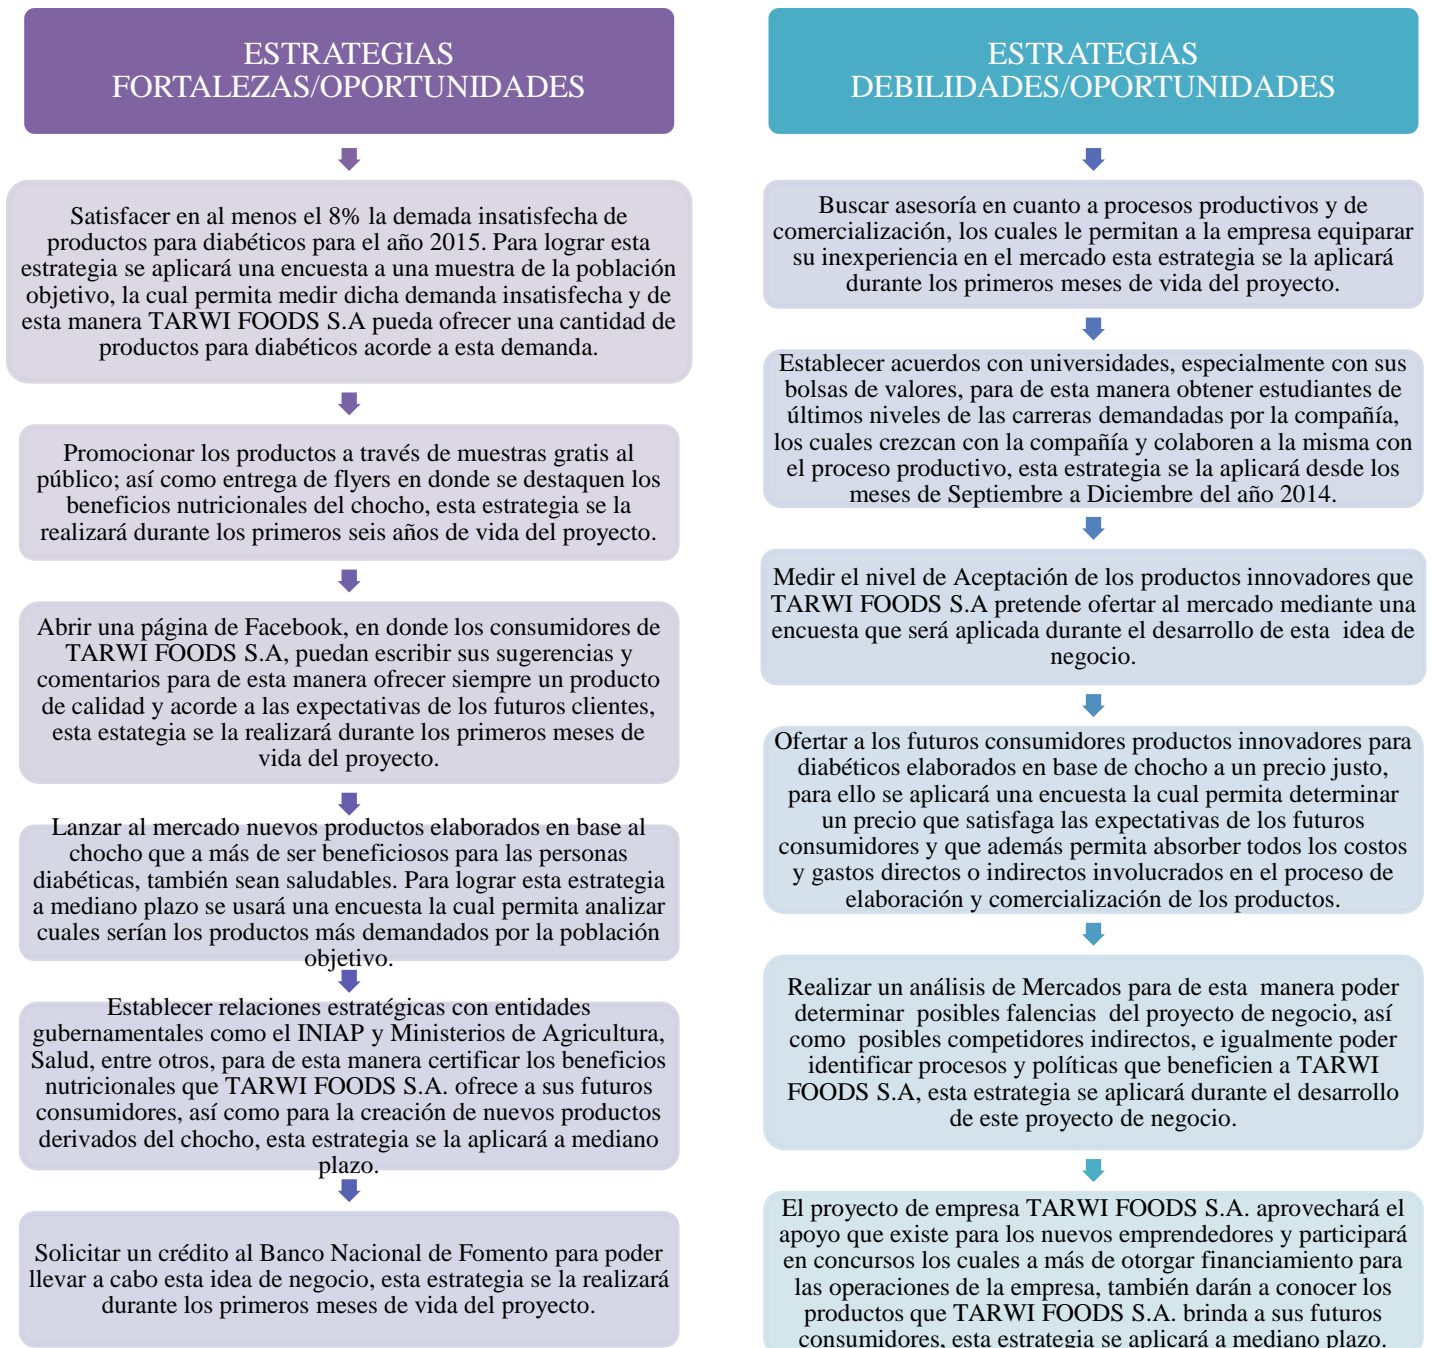 ESTRATEGIAS
FORTALEZAS/OPORTUNIDADES
Satisfacer en al menos el 8% la demada insatisfecha de
productos para diabéticos para el año 2015. Para lograr esta
estrategia se aplicará una encuesta a una muestra de la población
objetivo, la cual permita medir dicha demanda insatisfecha y de
esta manera TARWI FOODS S.A pueda ofrecer una cantidad de
productos para diabéticos acorde a esta demanda.
Promocionar los productos a través de muestras gratis al
público; así como entrega de flyers en donde se destaquen los
beneficios nutricionales del chocho, esta estrategia se la
realizará durante los primeros seis años de vida del proyecto.
Abrir una página de Facebook, en donde los consumidores de
TARWI FOODS S.A, puedan escribir sus sugerencias y
comentarios para de esta manera ofrecer siempre un producto
de calidad y acorde a las expectativas de los futuros clientes,
esta estategia se la realizará durante los primeros meses de
vida del proyecto.
Lanzar al mercado nuevos productos elaborados en base al
chocho que a más de ser beneficiosos para las personas
diabéticas, también sean saludables. Para lograr esta estrategia
a mediano plazo se usará una encuesta la cual permita analizar
cuales serían los productos más demandados por la población
objetivo.
Establecer relaciones estratégicas con entidades
gubernamentales como el INIAP y Ministerios de Agricultura,
Salud, entre otros, para de esta manera certificar los beneficios
nutricionales que TARWI FOODS S.A. ofrece a sus futuros
consumidores, así como para la creación de nuevos productos
derivados del chocho, esta estrategia se la aplicará a mediano
plazo.
Solicitar un crédito al Banco Nacional de Fomento para poder
llevar a cabo esta idea de negocio, esta estrategia se la realizará
durante los primeros meses de vida del proyecto.
ESTRATEGIAS
DEBILIDADES/OPORTUNIDADES
Buscar asesoría en cuanto a procesos productivos y de
comercialización, los cuales le permitan a la empresa equiparar
su inexperiencia en el mercado esta estrategia se la aplicará
durante los primeros meses de vida del proyecto.
Establecer acuerdos con universidades, especialmente con sus
bolsas de valores, para de esta manera obtener estudiantes de
últimos niveles de las carreras demandadas por la compañía,
los cuales crezcan con la compañía y colaboren a la misma con
el proceso productivo, esta estrategia se la aplicará desde los
meses de Septiembre a Diciembre del año 2014.
Medir el nivel de Aceptación de los productos innovadores que
TARWI FOODS S.A pretende ofertar al mercado mediante una
encuesta que será aplicada durante el desarrollo de esta idea de
negocio.
Ofertar a los futuros consumidores productos innovadores para
diabéticos elaborados en base de chocho a un precio justo,
para ello se aplicará una encuesta la cual permita determinar
un precio que satisfaga las expectativas de los futuros
consumidores y que además permita absorber todos los costos
y gastos directos o indirectos involucrados en el proceso de
elaboración y comercialización de los productos.
Realizar un análisis de Mercados para de esta manera poder
determinar posibles falencias del proyecto de negocio, así
como posibles competidores indirectos, e igualmente poder
identificar procesos y políticas que beneficien a TARWI
FOODS S.A, esta estrategia se aplicará durante el desarrollo
de este proyecto de negocio.
El proyecto de empresa TARWI FOODS S.A. aprovechará el
apoyo que existe para los nuevos emprendedores y participará
en concursos los cuales a más de otorgar financiamiento para
las operaciones de la empresa, también darán a conocer los
productos que TARWI FOODS S.A. brinda a sus futuros
consumidores, esta estrategia se aplicará a mediano plazo.